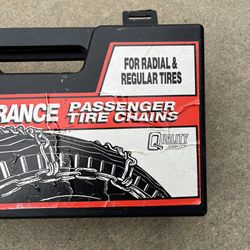 FOR RADIAL &
REGULAR TIRES
RANCE PASSENGER
TIRE CHAINS
QUALITY